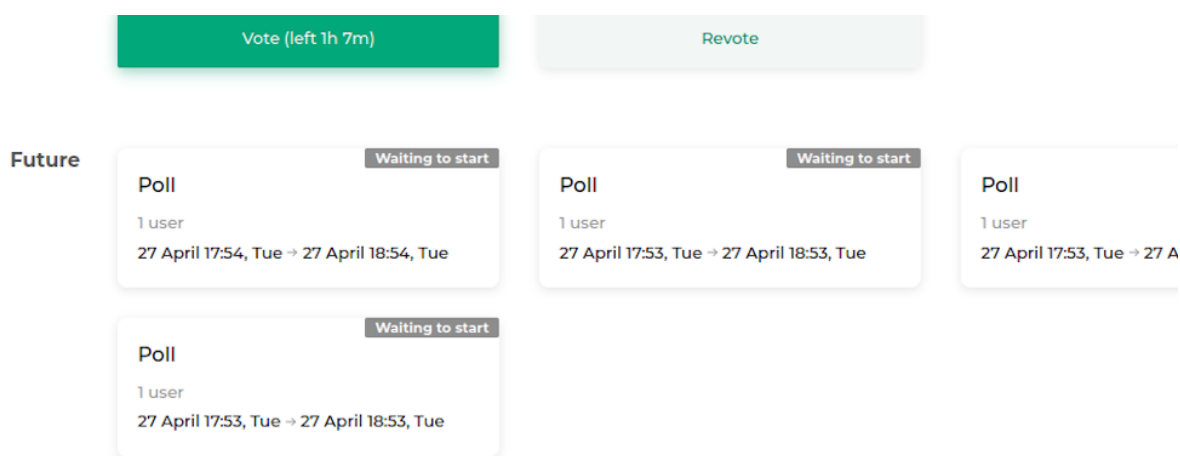 Vote (left 1h 7m)
Revote
Future
Waiting to start
Poll
1 user
27 April 17:54, Tue → 27 April 18:54, Tue
Waiting to start
Poll
1 user
27 April 17:53, Tue → 27 April 18:53, Tue
Poll
1 user
27 April 17:53, Tue → 27 A
Waiting to start
Poll
1 user
27 April 17:53, Tue → 27 April 18:53, Tue